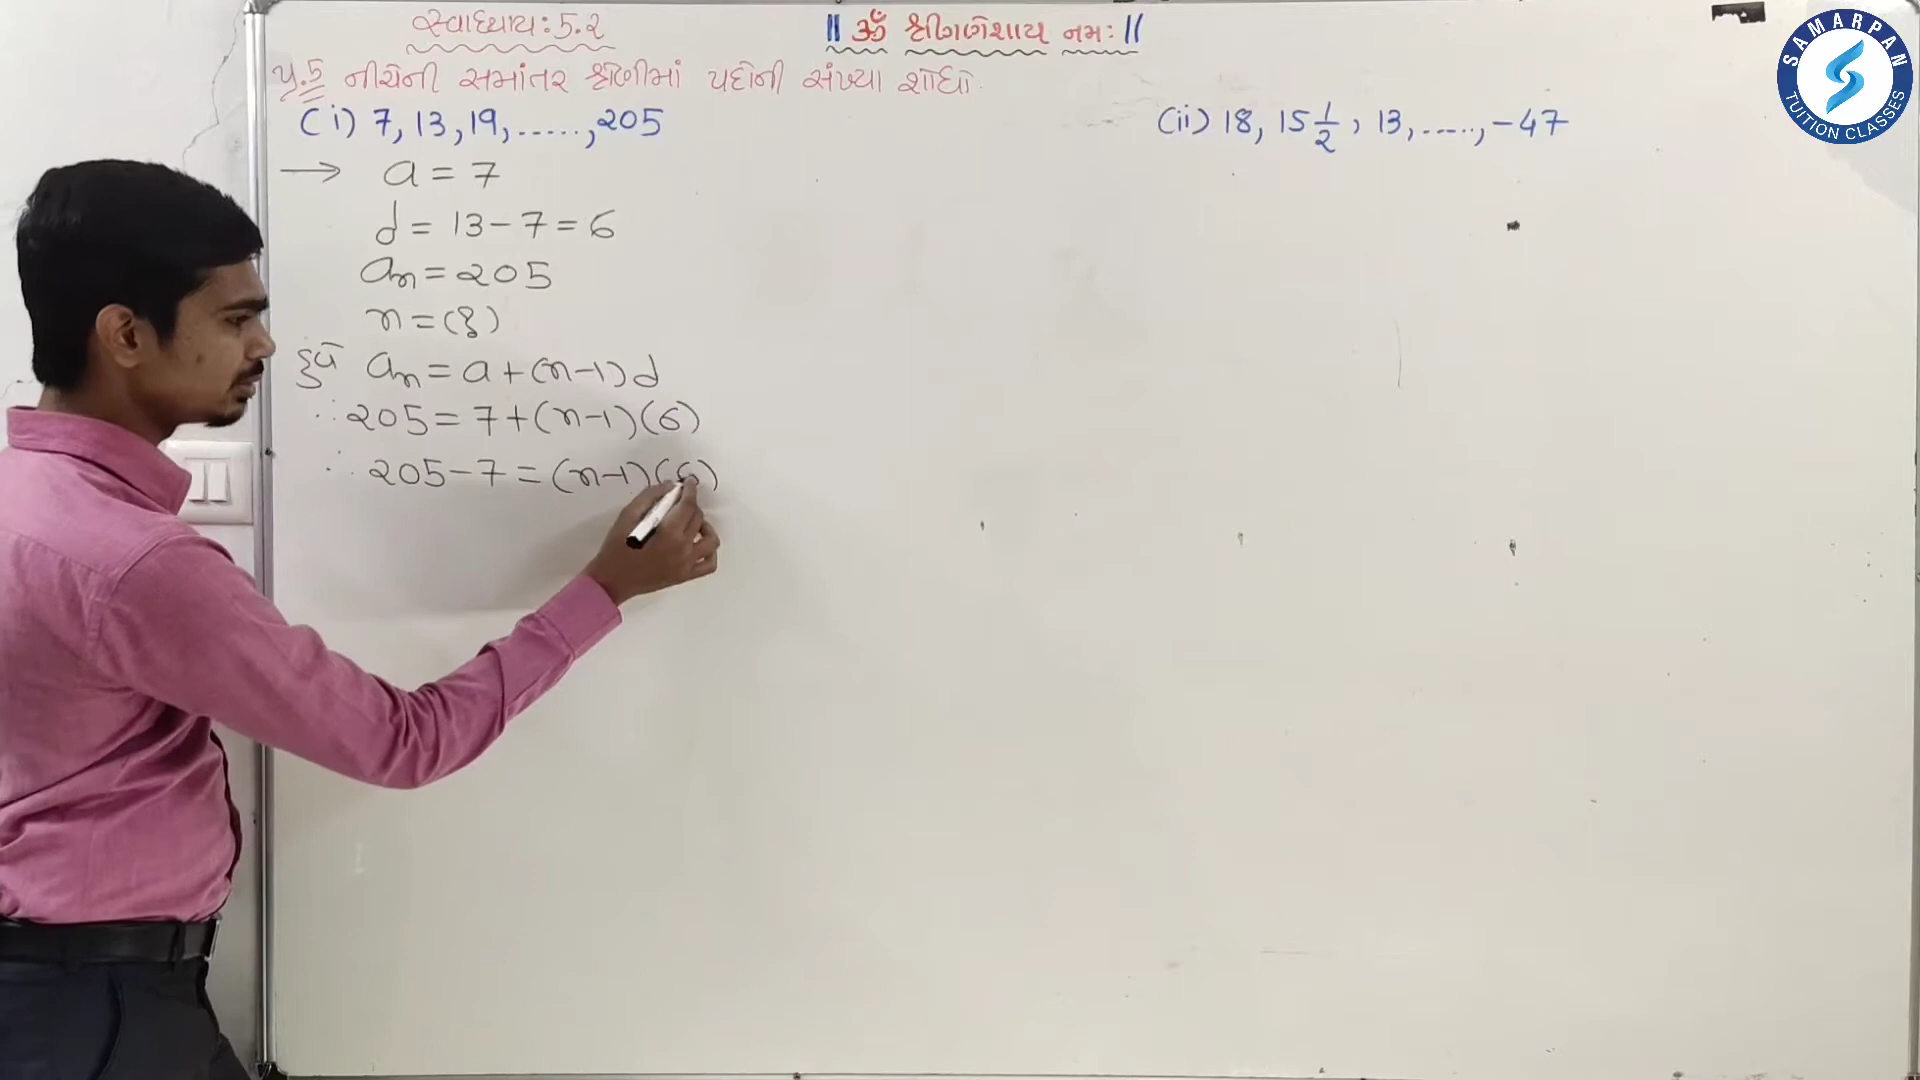 સ્વાધ્યાય: 5.2
॥ ૐ શ્રી ગણેશાય નમઃ ॥
પ્ર.5 નીચેની સમાંતર શ્રેણીમાં પદોની સંખ્યા શોધો.
(i) 7, 13, 19, ....., 205
(ii) 18, 15 1/2, 13, ....., -47
→ a = 7
d = 13 - 7 = 6
an = 205
n = (?)
હવે an = a + (n-1) d
∴ 205 = 7 + (n-1) (6)
∴ 205 - 7 = (n-1) (6)
SAMARPAN
TUITION CLASSES